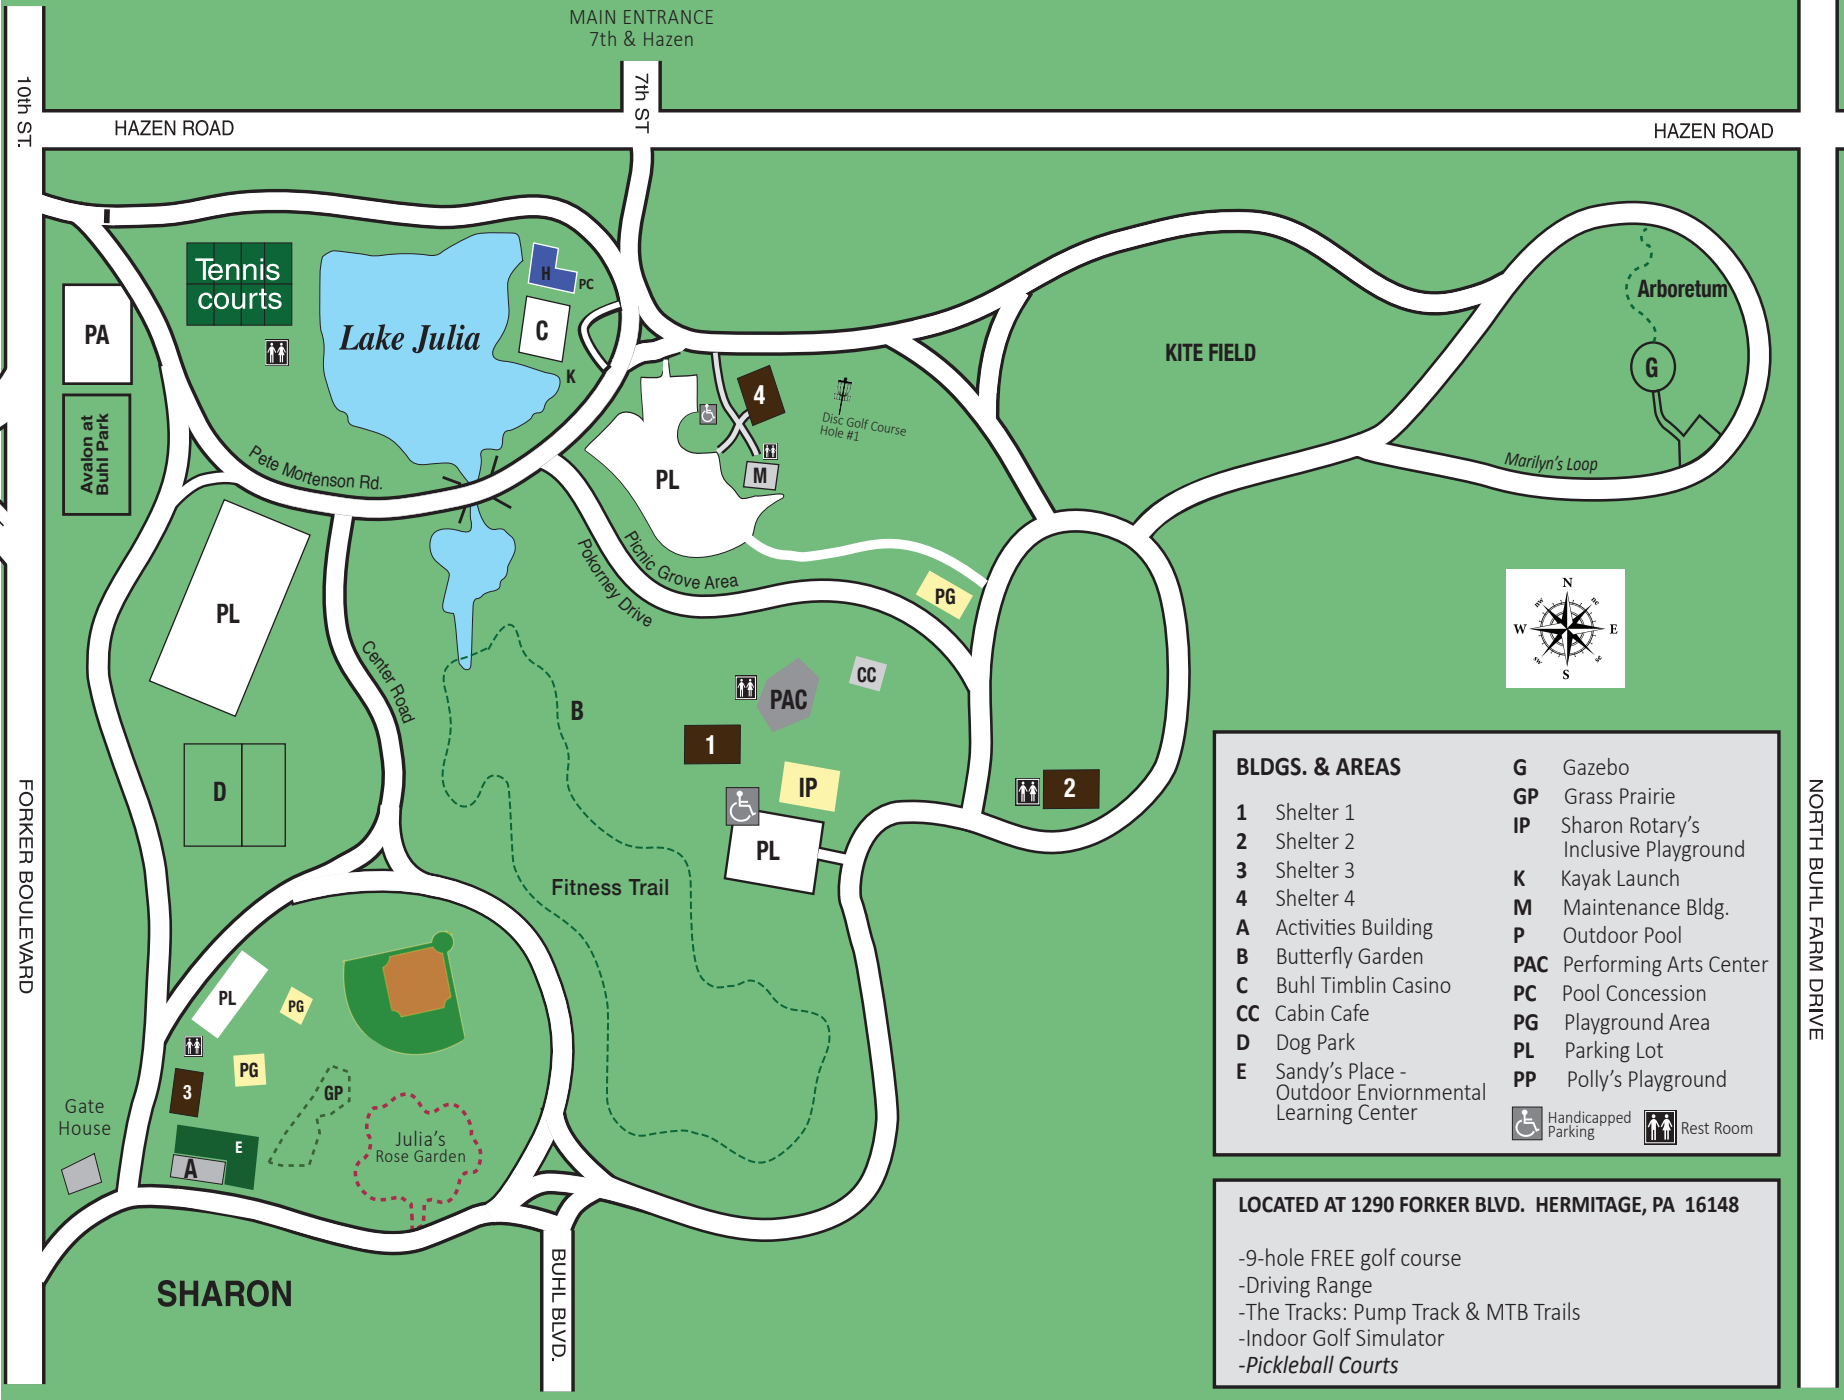 MAIN ENTRANCE
7th & Hazen
10th ST.
7th ST
HAZEN ROAD
HAZEN ROAD
Tennis
courts
H
PC
PA
C
Lake Julia
K
Arboretum
G
KITE FIELD
4
Disc Golf Course
Hole #1
Avalon at
Buhl Park
Pete Mortenson Rd.
M
PL
Marilyn's Loop
Picnic Grove Area
Pokorney Drive
PG
PL
Center Road
N
nw
ne
W
E
sw
se
S
CC
PAC
B
1
IP
D
2
PL
Fitness Trail
FORKER BOULEVARD
NORTH BUHL FARM DRIVE
PL
PG
PG
3
GP
Gate
House
E
A
Julia's
Rose Garden
SHARON
BUHL BLVD.
BLDGS. & AREAS
1 Shelter 1
2 Shelter 2
3 Shelter 3
4 Shelter 4
A Activities Building
B Butterfly Garden
C Buhl Timblin Casino
CC Cabin Cafe
D Dog Park
E Sandy's Place -
Outdoor Enviornmental
Learning Center
G Gazebo
GP Grass Prairie
IP Sharon Rotary's
Inclusive Playground
K Kayak Launch
M Maintenance Bldg.
P Outdoor Pool
PAC Performing Arts Center
PC Pool Concession
PG Playground Area
PL Parking Lot
PP Polly's Playground
Handicapped
Parking
Rest Room
LOCATED AT 1290 FORKER BLVD. HERMITAGE, PA 16148
-9-hole FREE golf course
-Driving Range
-The Tracks: Pump Track & MTB Trails
-Indoor Golf Simulator
-Pickleball Courts